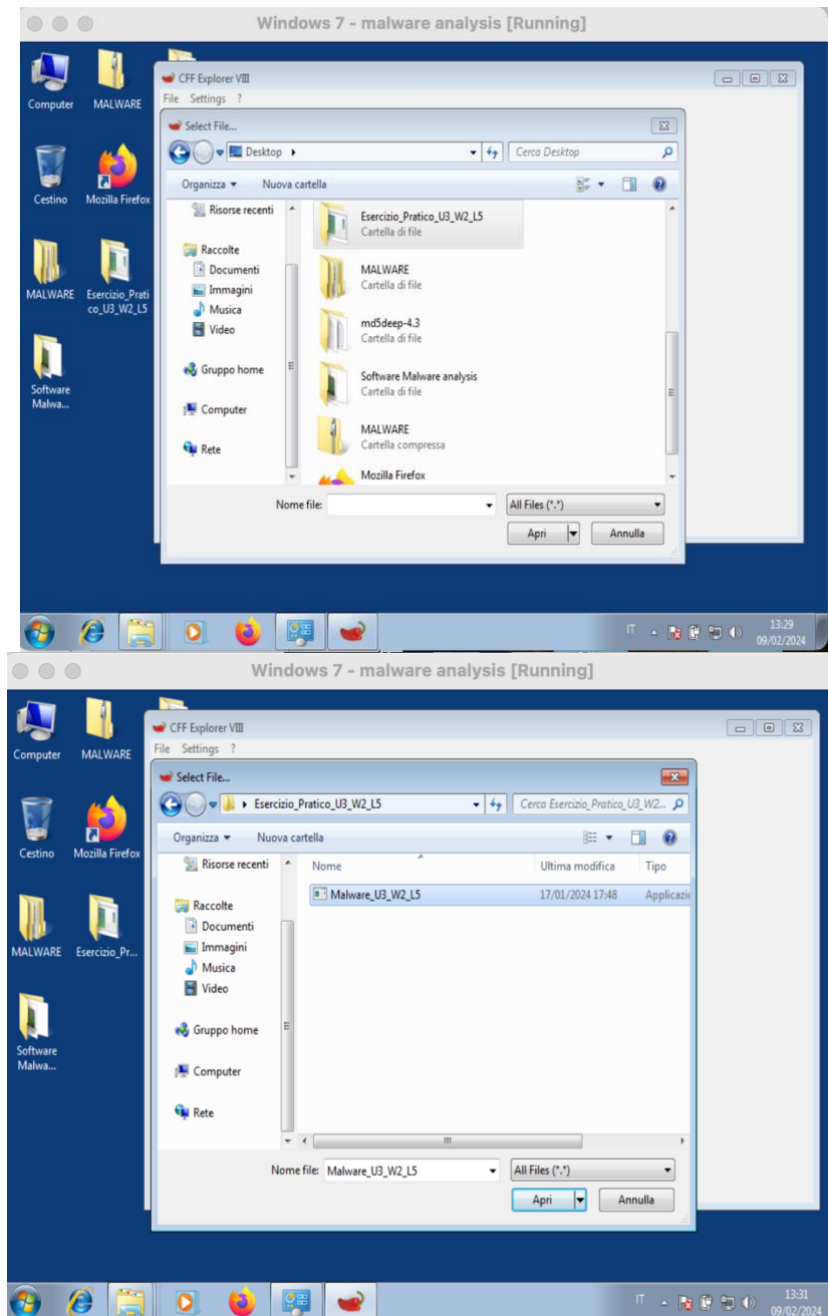 Windows 7 - malware analysis [Running]
Computer
MALWARE
CFF Explorer VIII
File Settings ?
Select File...
Desktop
Cerca Desktop
Organizza
Nuova cartella
Cestino
Mozilla Firefox
Risorse recenti
Raccolte
Documenti
Immagini
Musica
Video
Gruppo home
Computer
Rete
Esercizio_Pratico_U3_W2_L5
Cartella di file
MALWARE
Cartella di file
md5deep-4.3
Cartella di file
Software Malware analysis
Cartella di file
MALWARE
Cartella compressa
Mozilla Firefox
MALWARE
Esercizio_Prati
co_U3_W2_L5
Software
Malwa...
Nome file:
All Files (*.*)
Apri
Annulla
IT
13:29
09/02/2024
Windows 7 - malware analysis [Running]
Computer
MALWARE
CFF Explorer VIII
File Settings ?
Select File...
Esercizio_Pratico_U3_W2_L5
Cerca Esercizio_Pratico_U3_W2...
Organizza
Nuova cartella
Cestino
Mozilla Firefox
Risorse recenti
Raccolte
Documenti
Immagini
Musica
Video
Gruppo home
Computer
Rete
Nome
Ultima modifica
Tipo
Malware_U3_W2_L5
17/01/2024 17:48
Applicazio
MALWARE
Esercizio_Pr...
Software
Malwa...
Nome file:
Malware_U3_W2_L5
All Files (*.*)
Apri
Annulla
IT
13:31
09/02/2024